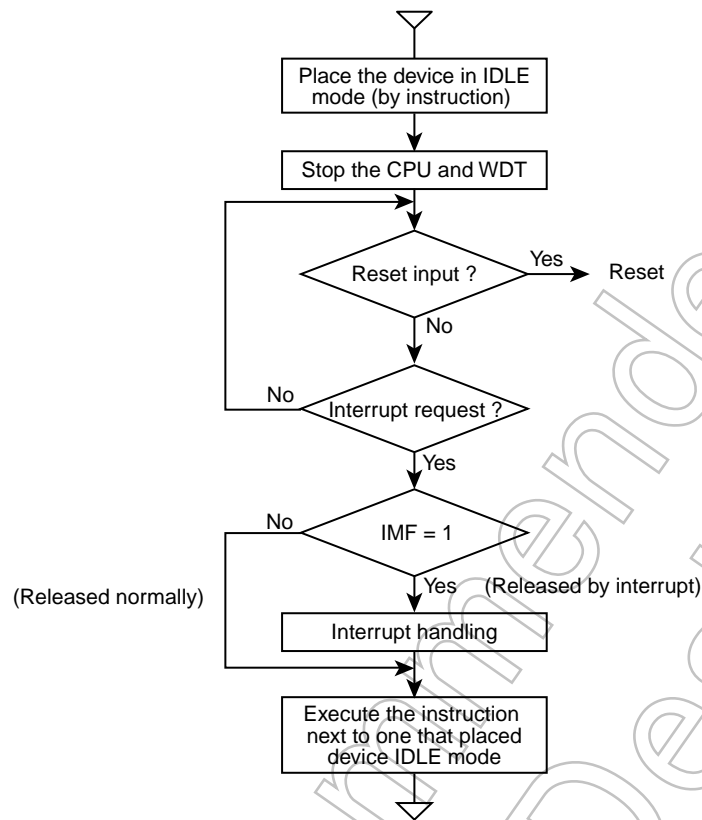 Place the device in IDLE
mode (by instruction)
Stop the CPU and WDT
Reset input ?
Yes
Reset
No
No
Interrupt request ?
Yes
No
IMF = 1
(Released normally)
Yes
(Released by interrupt)
Interrupt handling
Execute the instruction
next to one that placed
device IDLE mode